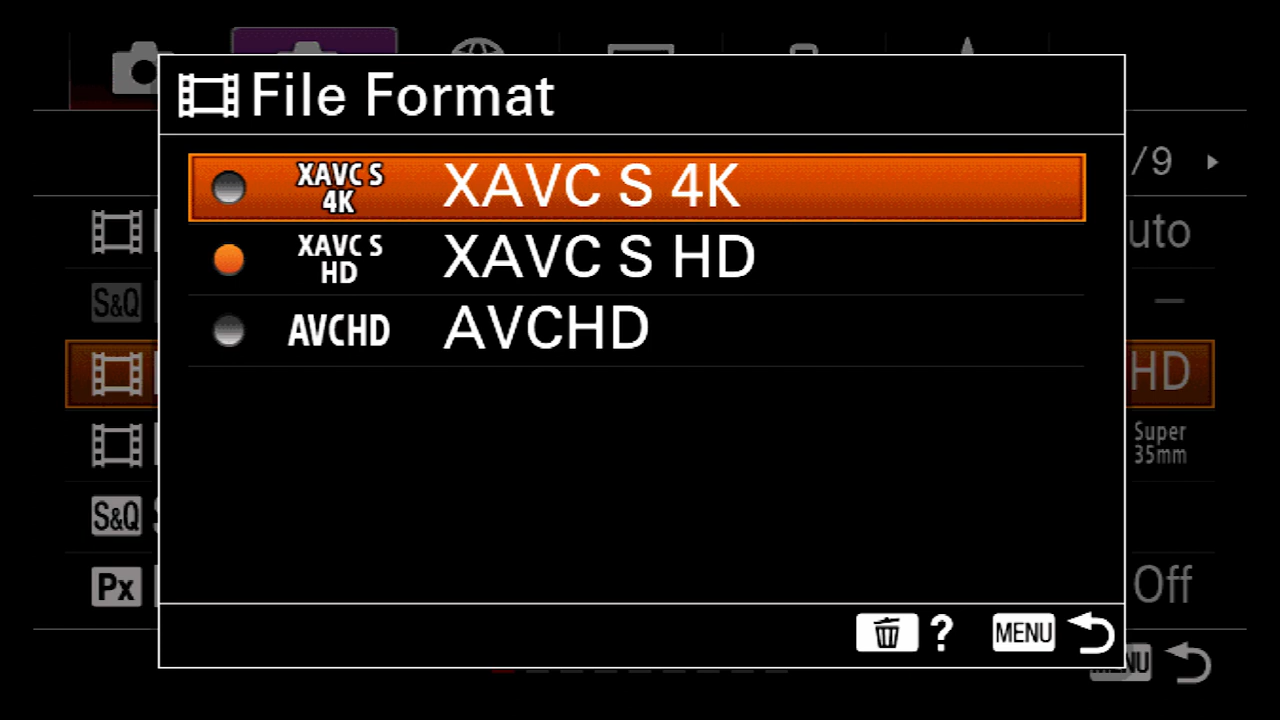 File Format
XAVC S 4K XAVC S 4K
XAVC S HD XAVC S HD
AVCHD AVCHD
/9
uto
S&Q
HD
Super 35mm
S&Q
Px
Off
? MENU
NU